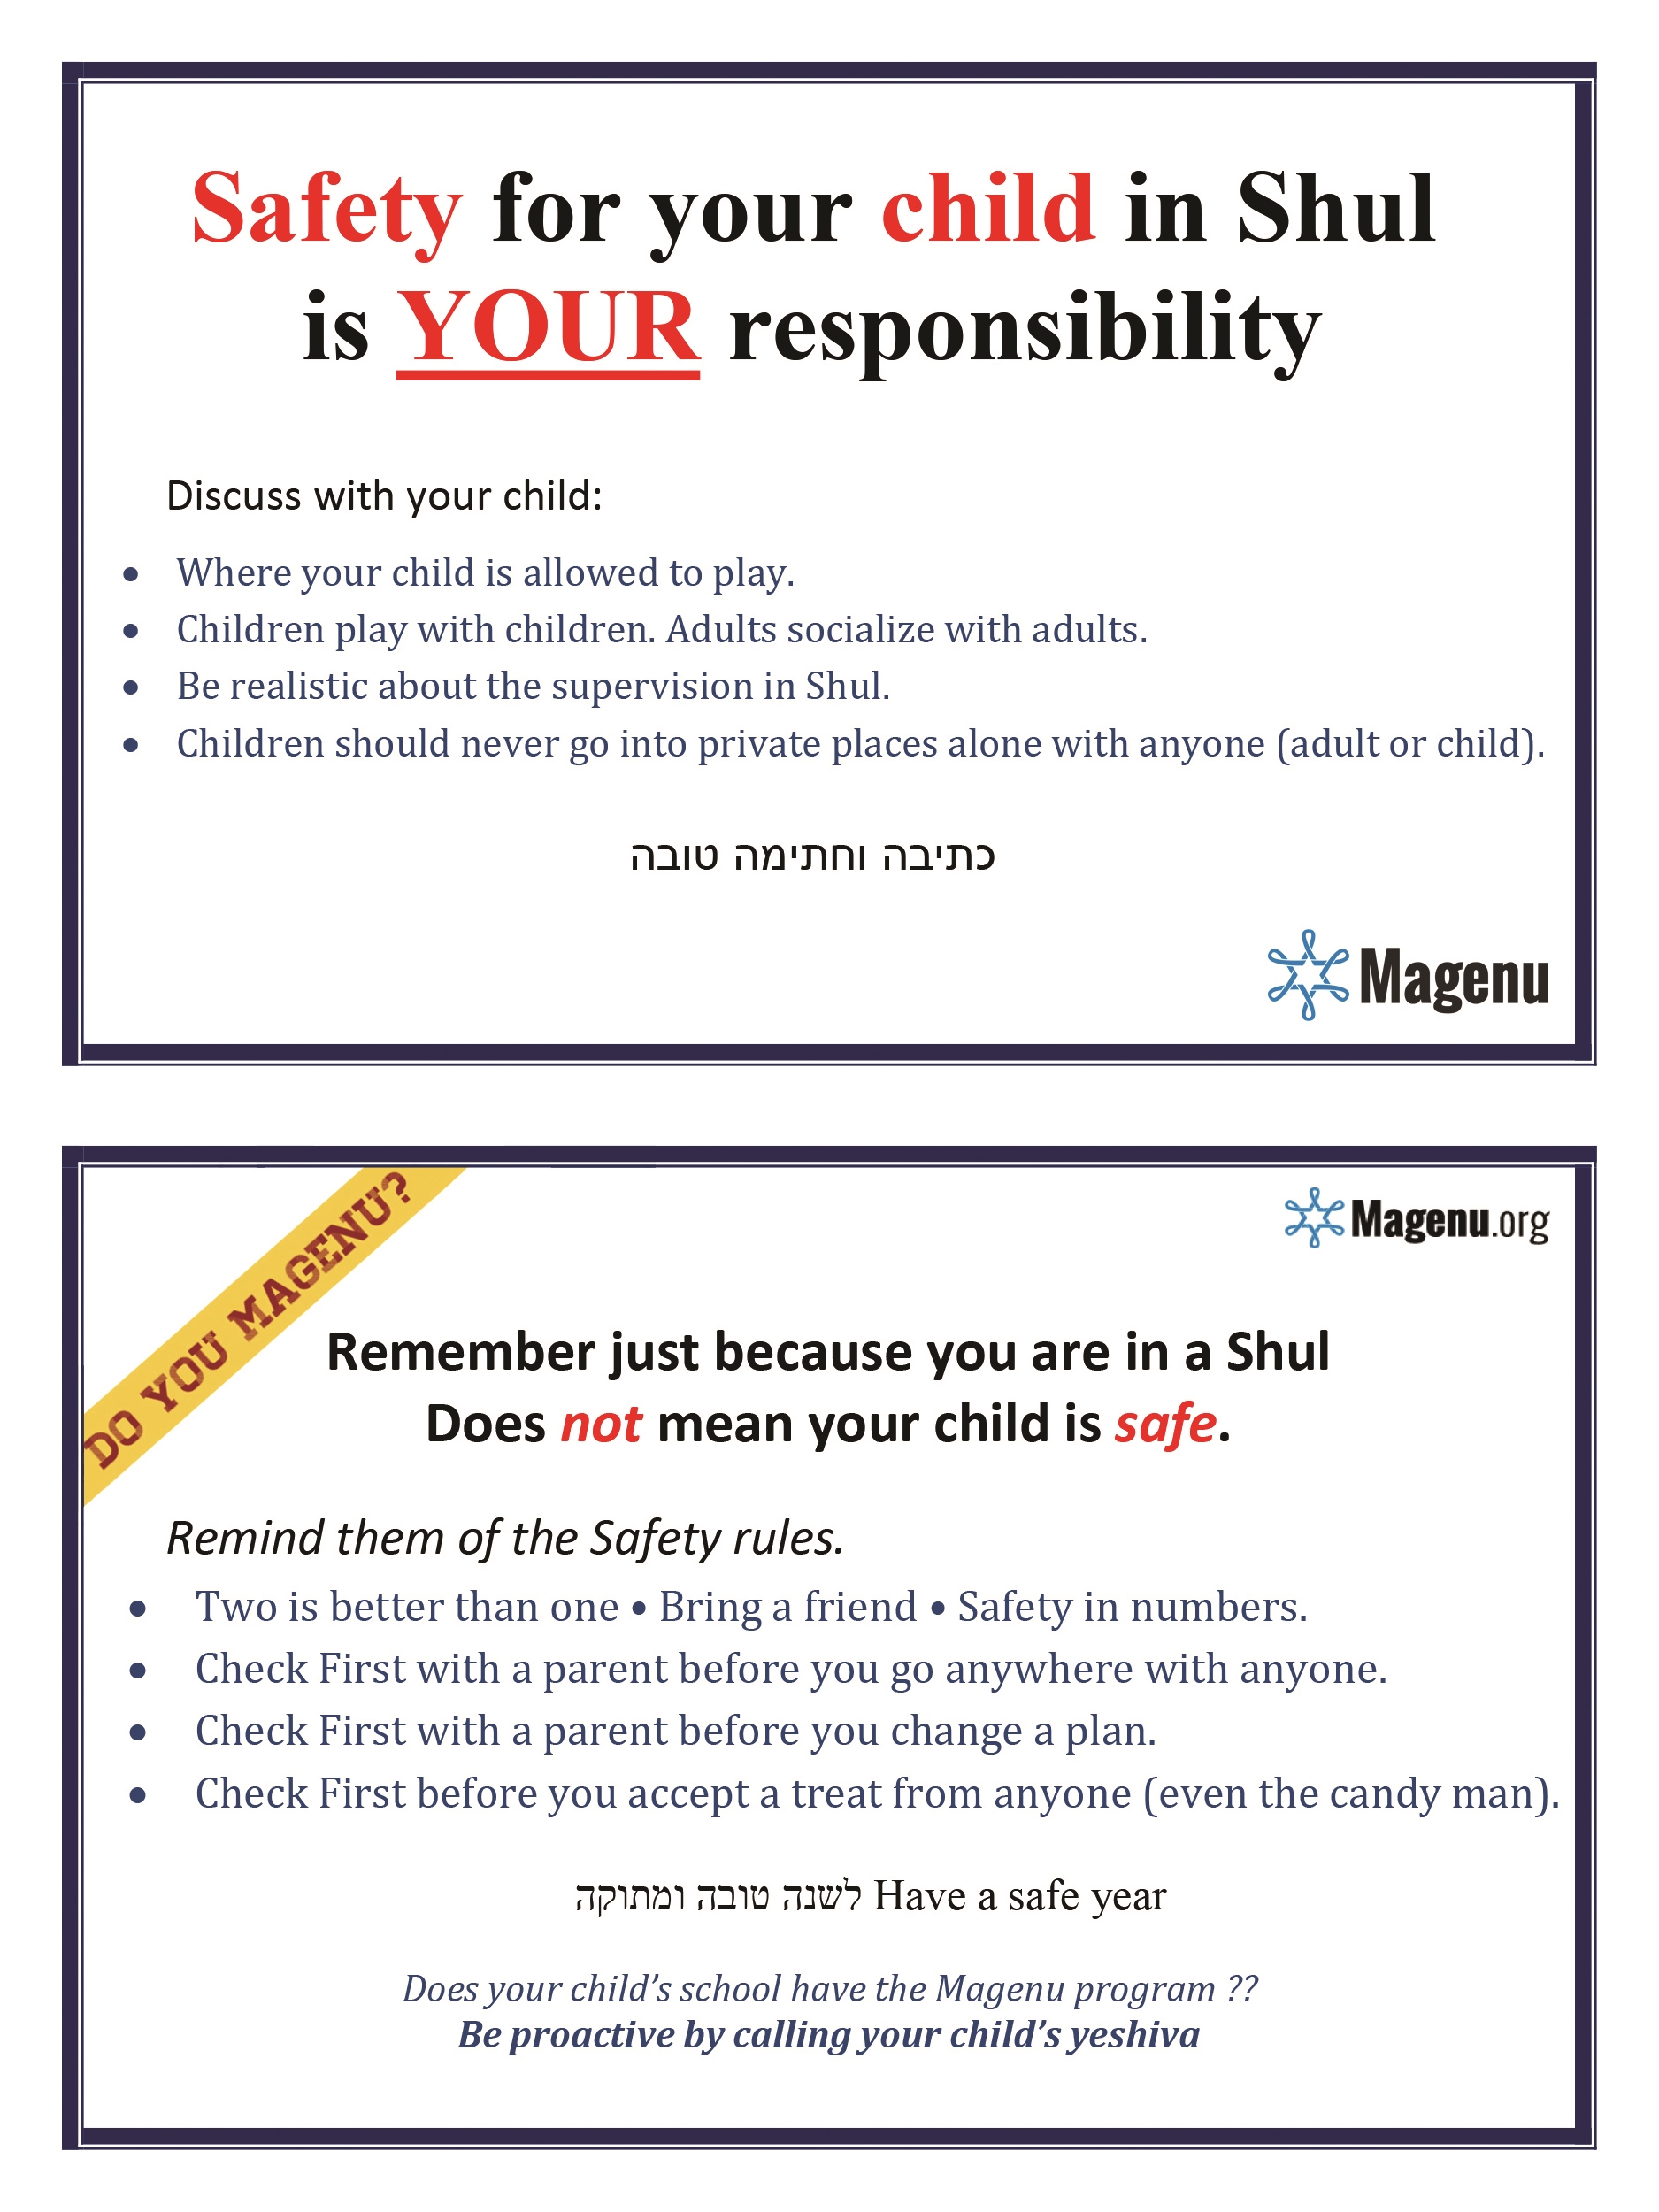 Safety for your child in Shul
is YOUR responsibility
Discuss with your child:
• Where your child is allowed to play.
• Children play with children. Adults socialize with adults.
• Be realistic about the supervision in Shul.
• Children should never go into private places alone with anyone (adult or child).
כתיבה וחתימה טובה
Magenu
DO YOU MAGENU?
Magenu.org
Remember just because you are in a Shul
Does not mean your child is safe.
Remind them of the Safety rules.
• Two is better than one • Bring a friend • Safety in numbers.
• Check First with a parent before you go anywhere with anyone.
• Check First with a parent before you change a plan.
• Check First before you accept a treat from anyone (even the candy man).
לשנה טובה ומתוקה Have a safe year
Does your child’s school have the Magenu program ??
Be proactive by calling your child’s yeshiva